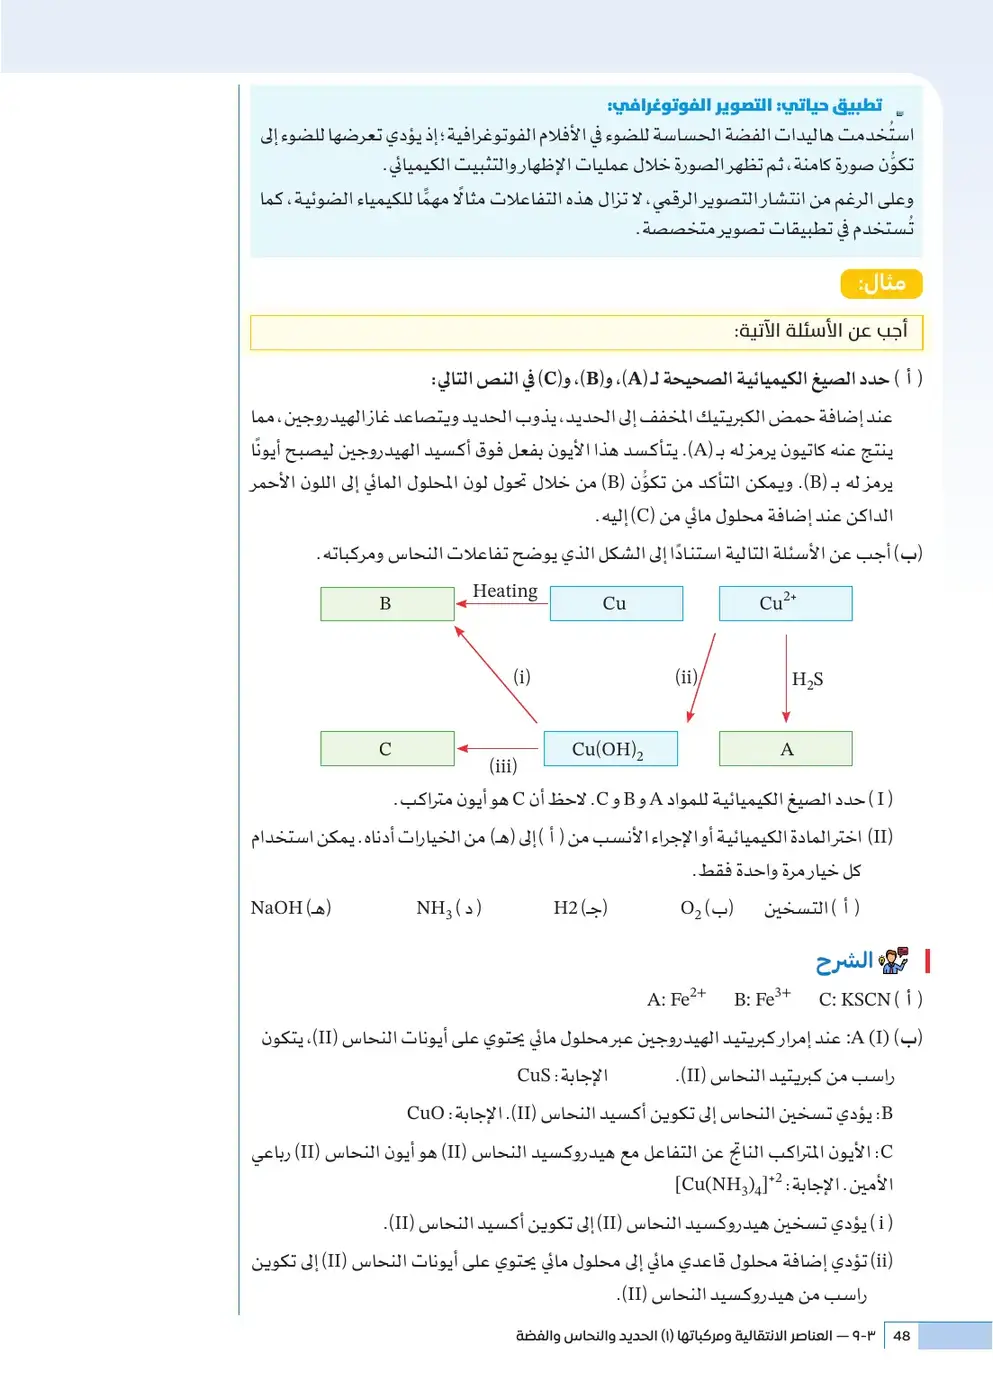 تطبيق حياتي: التصوير الفوتوغرافي:
استُخدمت هاليدات الفضة الحساسة للضوء في الأفلام الفوتوغرافية؛ إذ يؤدي تعرضها للضوء إلى
تكوُّن صورة كامنة، ثم تظهر الصورة خلال عمليات الإظهار والتثبيت الكيميائي.
وعلى الرغم من انتشار التصوير الرقمي، لا تزال هذه التفاعلات مثالًا مهمًّا للكيمياء الضوئية، كما
تُستخدم في تطبيقات تصوير متخصصة.
مثال:
أجب عن الأسئلة الآتية:
( أ ) حدد الصيغ الكيميائية الصحيحة لـ (A)، و(B)، و(C) في النص التالي:
عند إضافة حمض الكبريتيك المخفف إلى الحديد، يذوب الحديد ويتصاعد غاز الهيدروجين، مما
ينتج عنه كاتيون يرمز له بـ (A). يتأكسد هذا الأيون بفعل فوق أكسيد الهيدروجين ليصبح أيونًا
يرمز له بـ (B). ويمكن التأكد من تكوُّن (B) من خلال تحول لون المحلول المائي إلى اللون الأحمر
الداكن عند إضافة محلول مائي من (C) إليه.
(ب) أجب عن الأسئلة التالية استنادًا إلى الشكل الذي يوضح تفاعلات النحاس ومركباته.
B Heating Cu Cu²⁺
(i) (ii) H₂S
C (iii) Cu(OH)₂ A
( I ) حدد الصيغ الكيميائية للمواد A و B و C. لاحظ أن C هو أيون متراكب.
(II) اختر المادة الكيميائية أو الإجراء الأنسب من ( أ ) إلى (هـ) من الخيارات أدناه. يمكن استخدام
كل خيار مرة واحدة فقط.
( أ ) التسخين (ب) O₂ (جـ) H2 ( د ) NH₃ (هـ) NaOH
الشرح
( أ ) A: Fe²⁺ B: Fe³⁺ C: KSCN
(ب) (I) A: عند إمرار كبريتيد الهيدروجين عبر محلول مائي يحتوي على أيونات النحاس (II)، يتكون
راسب من كبريتيد النحاس (II). الإجابة: CuS
B: يؤدي تسخين النحاس إلى تكوين أكسيد النحاس (II). الإجابة: CuO
C: الأيون المتراكب الناتج عن التفاعل مع هيدروكسيد النحاس (II) هو أيون النحاس (II) رباعي
الأمين. الإجابة: [Cu(NH₃)₄]⁺²
( i ) يؤدي تسخين هيدروكسيد النحاس (II) إلى تكوين أكسيد النحاس (II).
(ii) تؤدي إضافة محلول قاعدي مائي إلى محلول مائي يحتوي على أيونات النحاس (II) إلى تكوين
راسب من هيدروكسيد النحاس (II).
48 ٣-٩ — العناصر الانتقالية ومركباتها (١) الحديد والنحاس والفضة